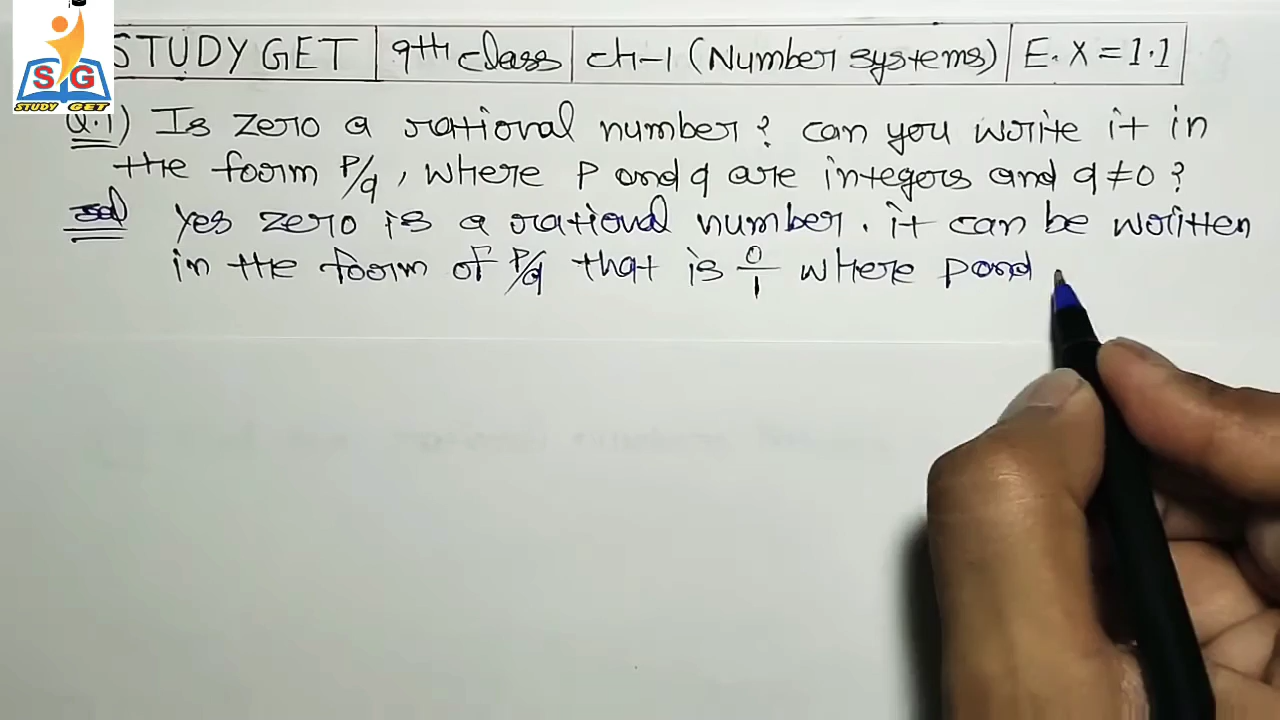 SG
STUDY GET
STUDY GET 9th class ch-1 (Number systems) E.X = 1.1
Q.1) Is zero a rational number? can you write it in
the form P/q, where P and q are integers and q ≠ 0?
Sol Yes zero is a rational number. it can be written
in the form of P/q that is 0/1 where p and